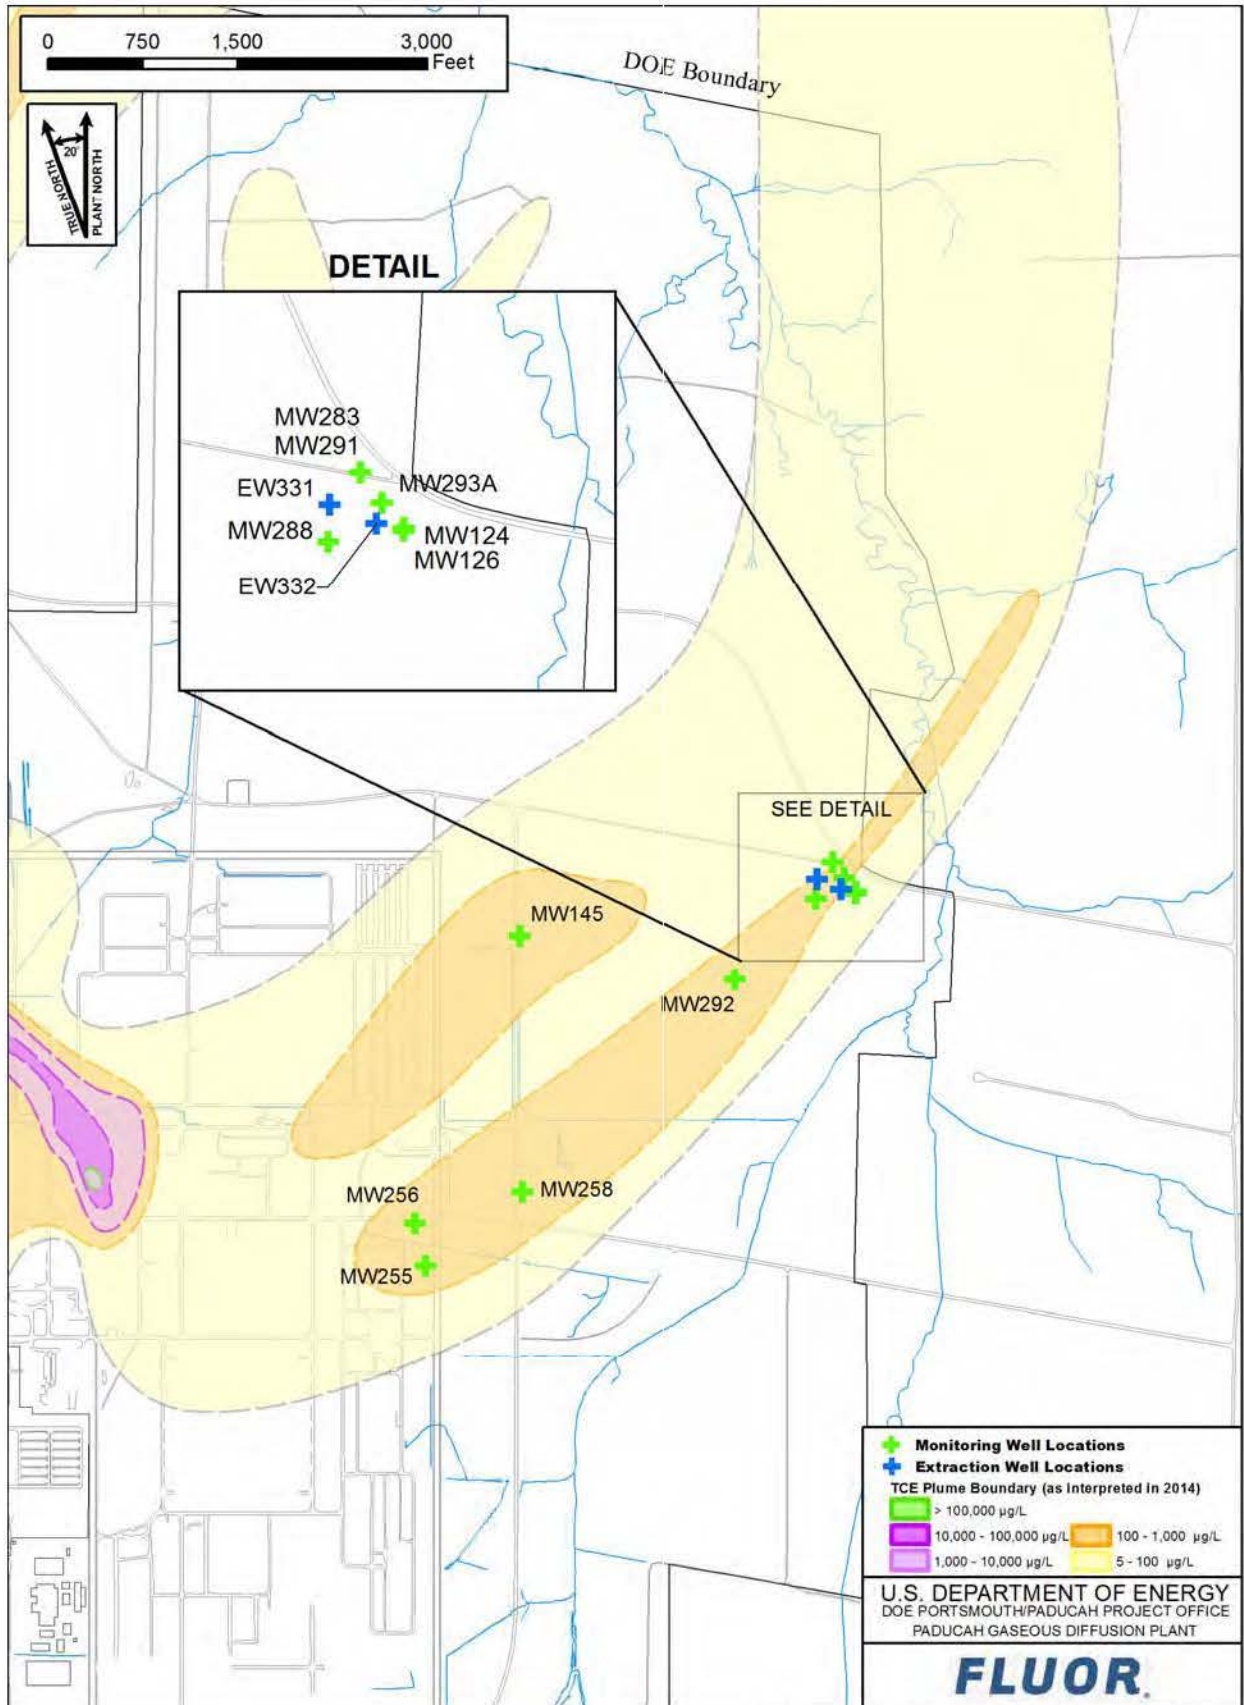 0 750 1,500 3,000
Feet
DOE Boundary
20°
TRUE NORTH
PLANT NORTH
DETAIL
MW283
MW291
EW331
MW293A
MW288
MW124
MW126
EW332
SEE DETAIL
MW145
MW292
MW256
MW258
MW255
Monitoring Well Locations
Extraction Well Locations
TCE Plume Boundary (as interpreted in 2014)
> 100,000 µg/L
10,000 - 100,000 µg/L
100 - 1,000 µg/L
1,000 - 10,000 µg/L
5 - 100 µg/L
U.S. DEPARTMENT OF ENERGY
DOE PORTSMOUTH/PADUCAH PROJECT OFFICE
PADUCAH GASEOUS DIFFUSION PLANT
FLUOR